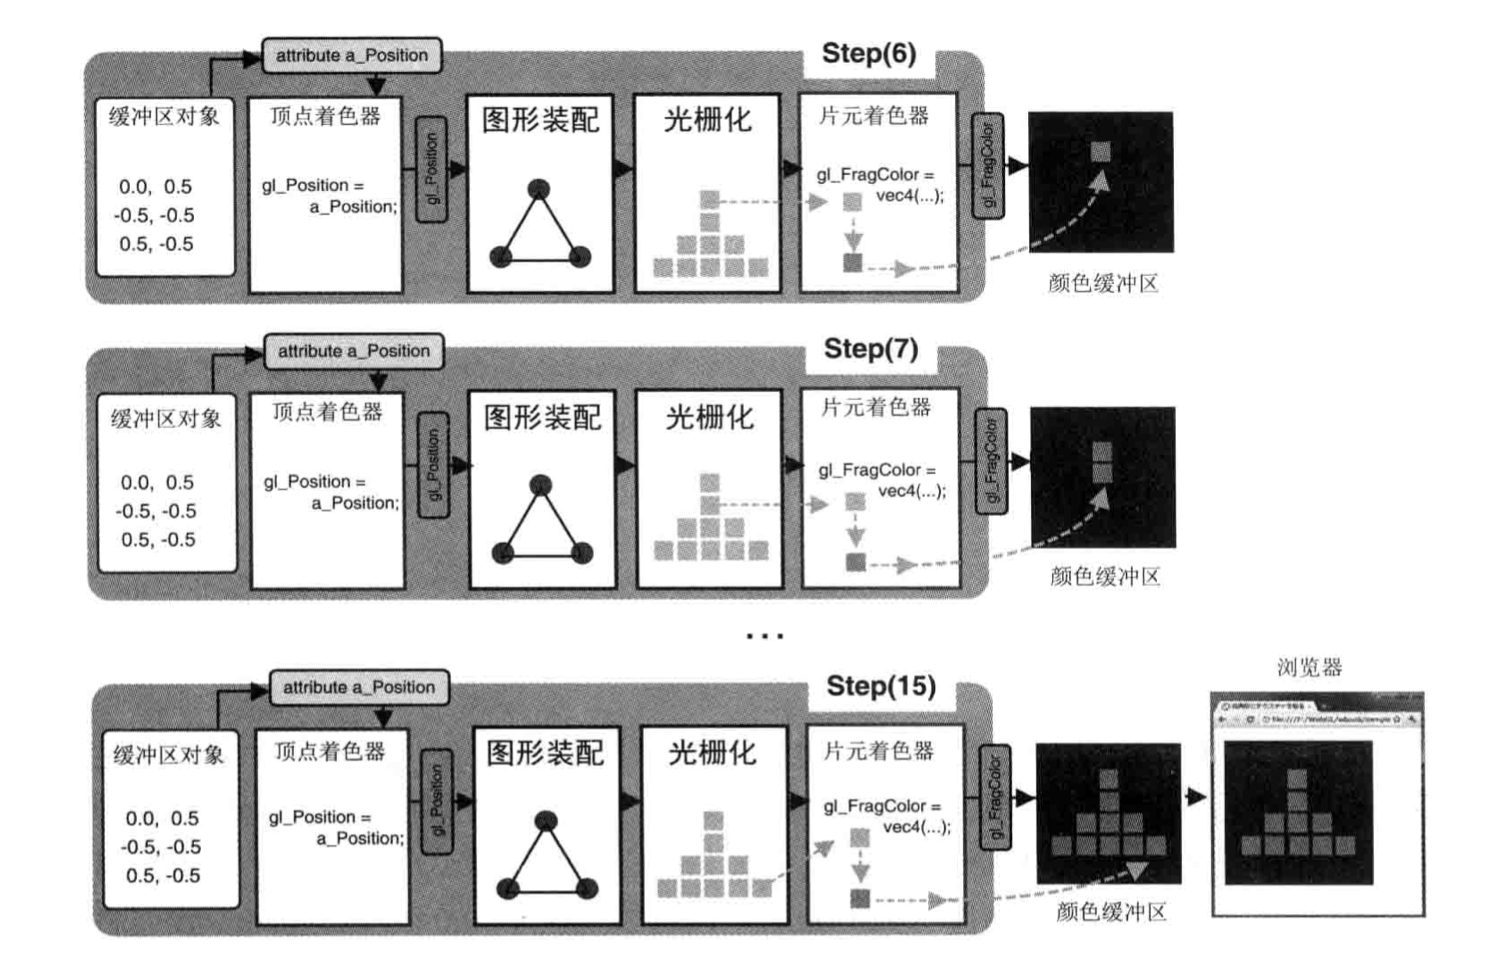 Step(6)
attribute a_Position
缓冲区对象
0.0, 0.5
-0.5, -0.5
0.5, -0.5
顶点着色器
gl_Position =
a_Position;
gl_Position
图形装配
光栅化
片元着色器
gl_FragColor =
vec4(...);
gl_FragColor
颜色缓冲区
Step(7)
attribute a_Position
缓冲区对象
0.0, 0.5
-0.5, -0.5
0.5, -0.5
顶点着色器
gl_Position =
a_Position;
gl_Position
图形装配
光栅化
片元着色器
gl_FragColor =
vec4(...);
gl_FragColor
颜色缓冲区
...
Step(15)
attribute a_Position
缓冲区对象
0.0, 0.5
-0.5, -0.5
0.5, -0.5
顶点着色器
gl_Position =
a_Position;
gl_Position
图形装配
光栅化
片元着色器
gl_FragColor =
vec4(...);
gl_FragColor
颜色缓冲区
浏览器